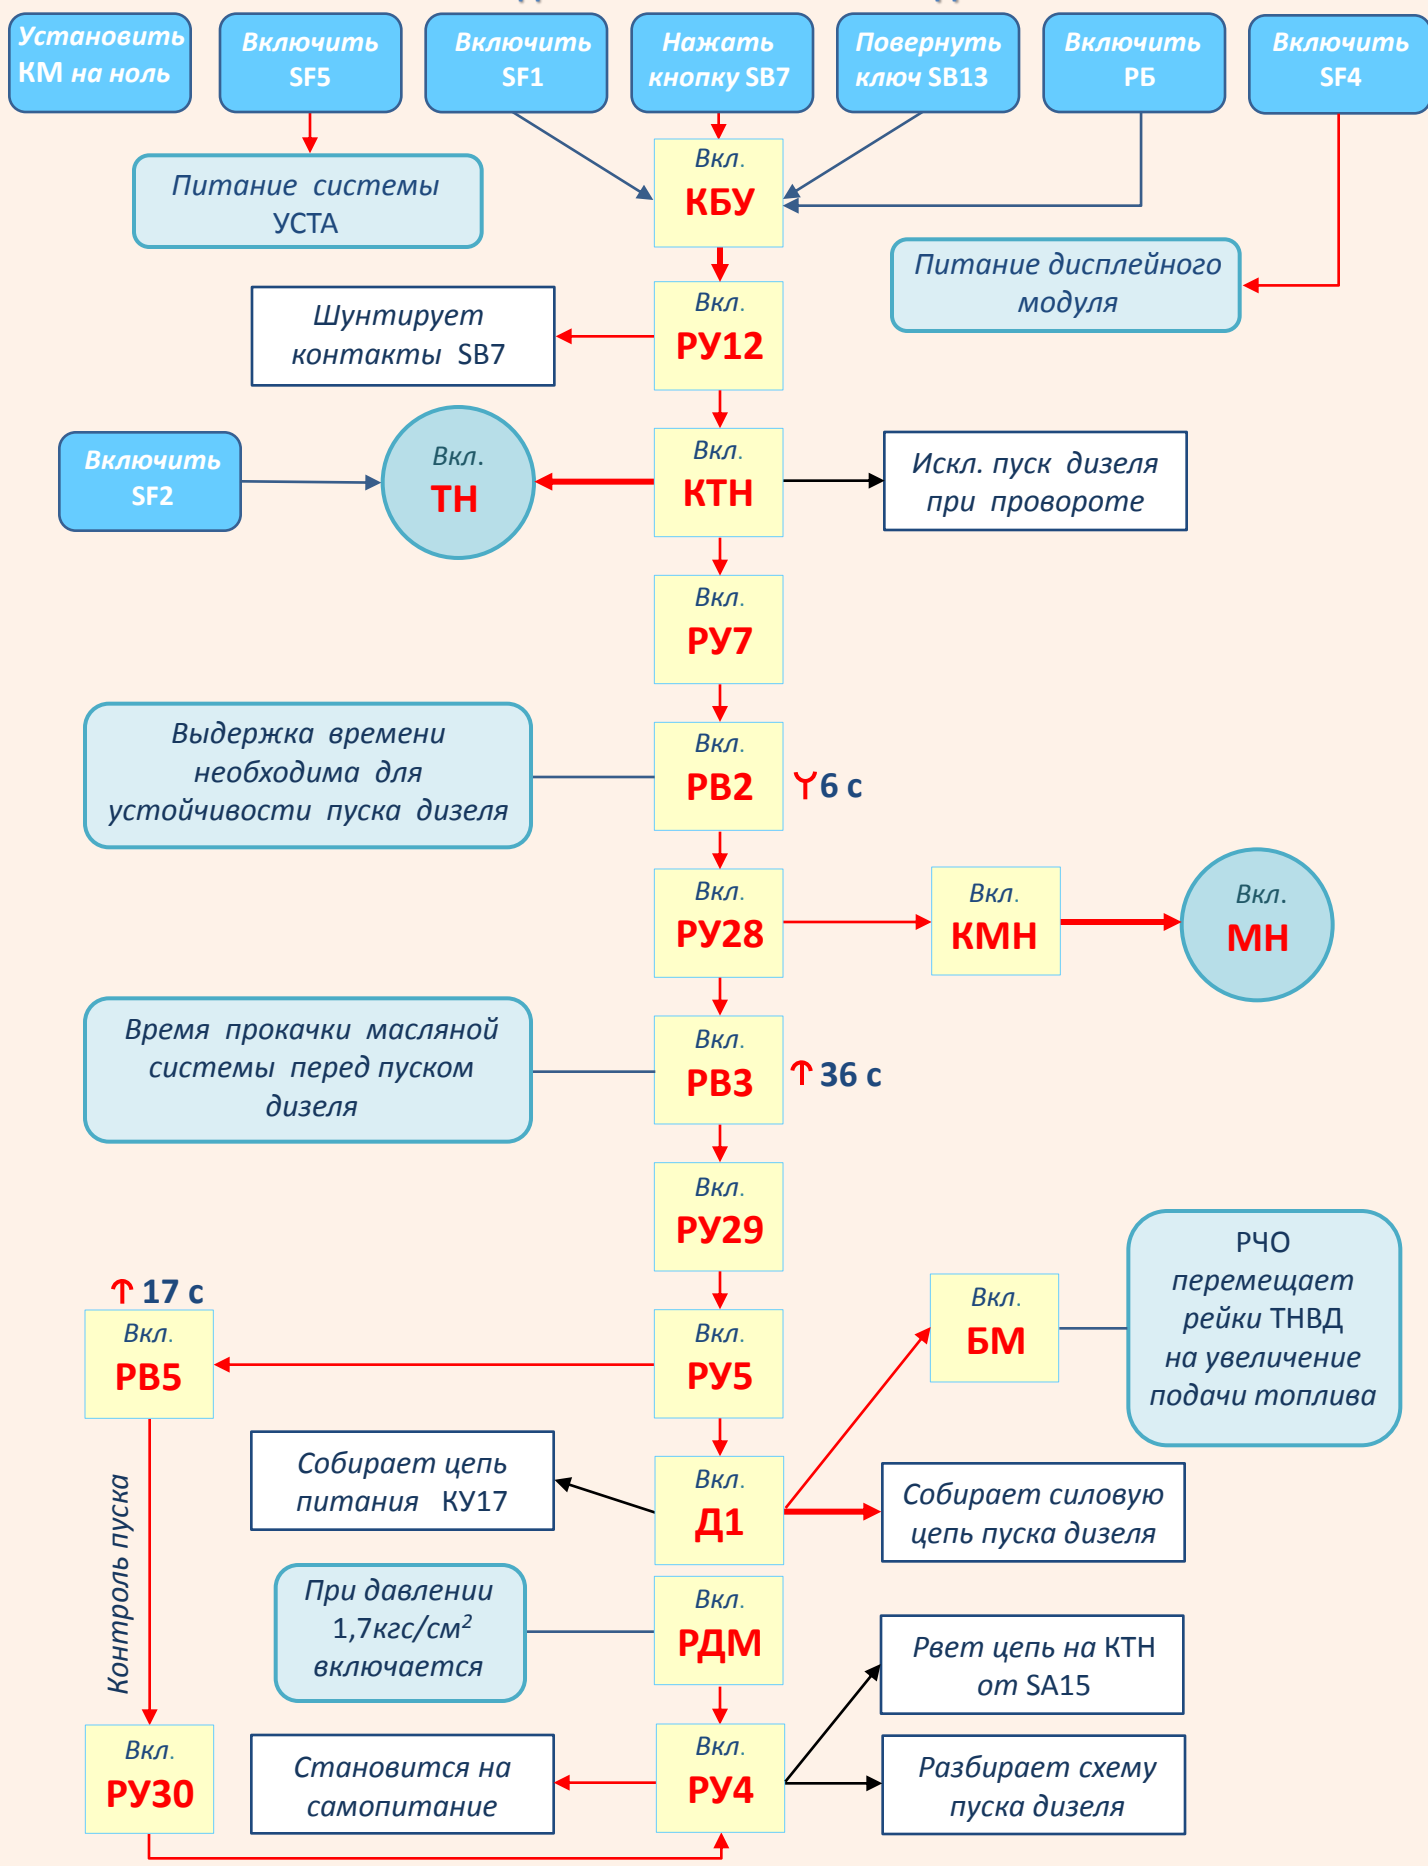 Установить
КМ на ноль
Включить
SF5
Включить
SF1
Нажать
кнопку SB7
Повернуть
ключ SB13
Включить
РБ
Включить
SF4
Питание системы
УСТА
Вкл.
КБУ
Питание дисплейного
модуля
Шунтирует
контакты SB7
Вкл.
РУ12
Включить
SF2
Вкл.
ТН
Вкл.
КТН
Искл. пуск дизеля
при провороте
Вкл.
РУ7
Выдержка времени
необходима для
устойчивости пуска дизеля
Вкл.
РВ2
6 с
Вкл.
РУ28
Вкл.
КМН
Вкл.
МН
Время прокачки масляной
системы перед пуском
дизеля
Вкл.
РВ3
36 с
Вкл.
РУ29
17 с
Вкл.
РВ5
Вкл.
РУ5
Вкл.
БМ
РЧО
перемещает
рейки ТНВД
на увеличение
подачи топлива
Контроль пуска
Собирает цепь
питания КУ17
Вкл.
Д1
Собирает силовую
цепь пуска дизеля
При давлении
1,7кгс/см²
включается
Вкл.
РДМ
Рвет цепь на КТН
от SA15
Вкл.
РУ30
Становится на
самопитание
Вкл.
РУ4
Разбирает схему
пуска дизеля